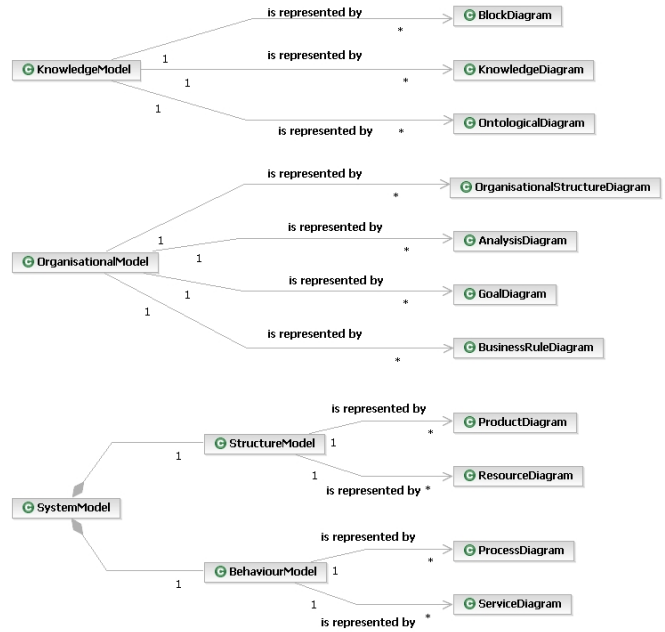 is represented by
C BlockDiagram
*
1
is represented by
C KnowledgeModel
C KnowledgeDiagram
1
*
1
C OntologicalDiagram
is represented by *
is represented by
C OrganisationalStructureDiagram
*
is represented by
1
C AnalysisDiagram
*
C OrganisationalModel
1
is represented by
1
C GoalDiagram
*
1
is represented by
C BusinessRuleDiagram
*
is represented by
C ProductDiagram
*
C StructureModel
1
1
C ResourceDiagram
1
is represented by *
C SystemModel
is represented by
C ProcessDiagram
*
C BehaviourModel
1
1
1
C ServiceDiagram
is represented by *